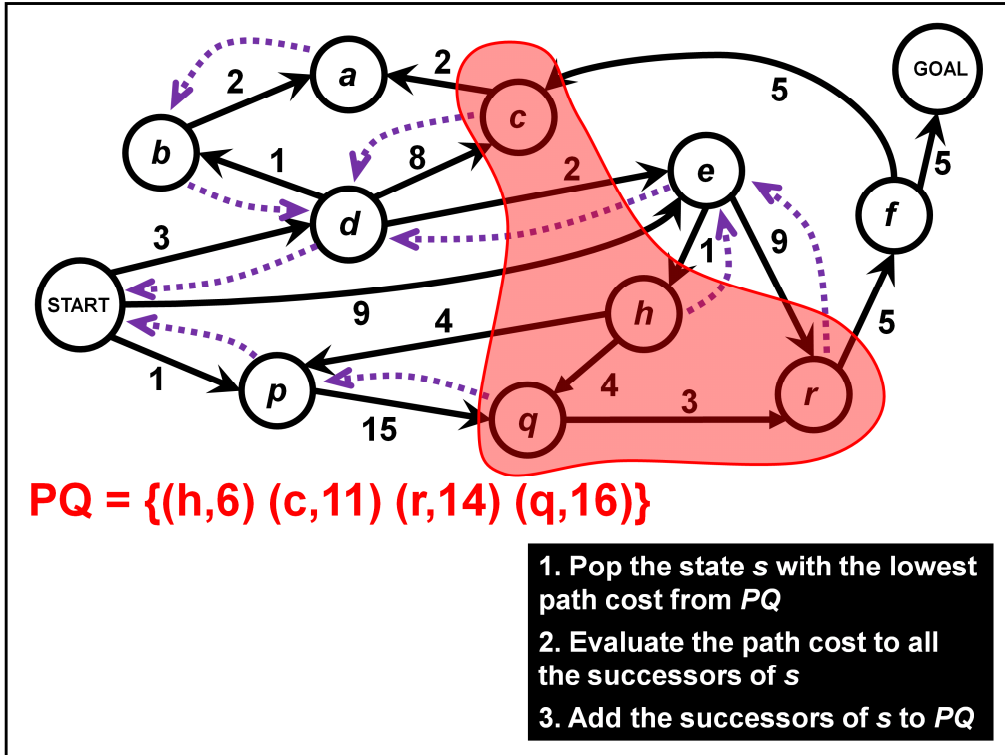 2
a
2
c
5
GOAL
b
1
8
2
e
5
3
d
f
1
9
START
9
4
h
5
1
p
4
r
15
q
3
PQ = {(h,6) (c,11) (r,14) (q,16)}
1. Pop the state s with the lowest
path cost from PQ
2. Evaluate the path cost to all
the successors of s
3. Add the successors of s to PQ